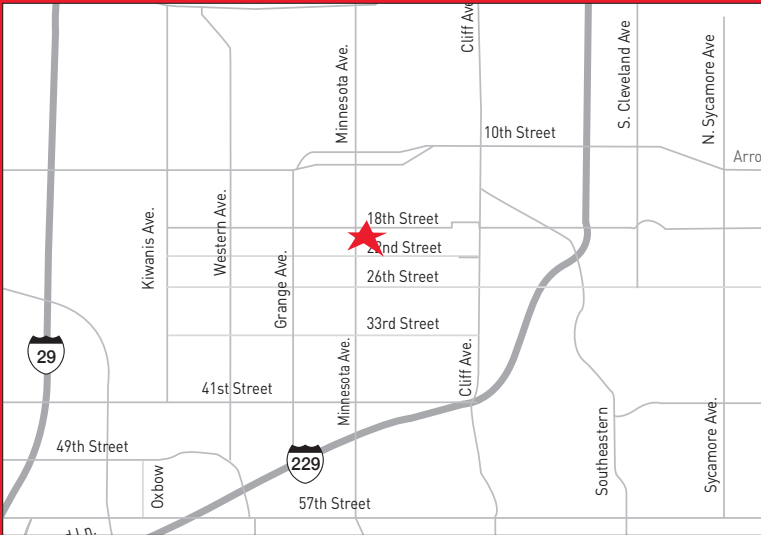 Cliff Ave
Minnesota Ave.
S. Cleveland Ave
N. Sycamore Ave
10th Street
Arro
18th Street
Kiwanis Ave.
Western Ave.
22nd Street
Grange Ave.
26th Street
33rd Street
29
Minnesota Ave.
Cliff Ave.
41st Street
49th Street
229
Oxbow
Southeastern
Sycamore Ave.
57th Street